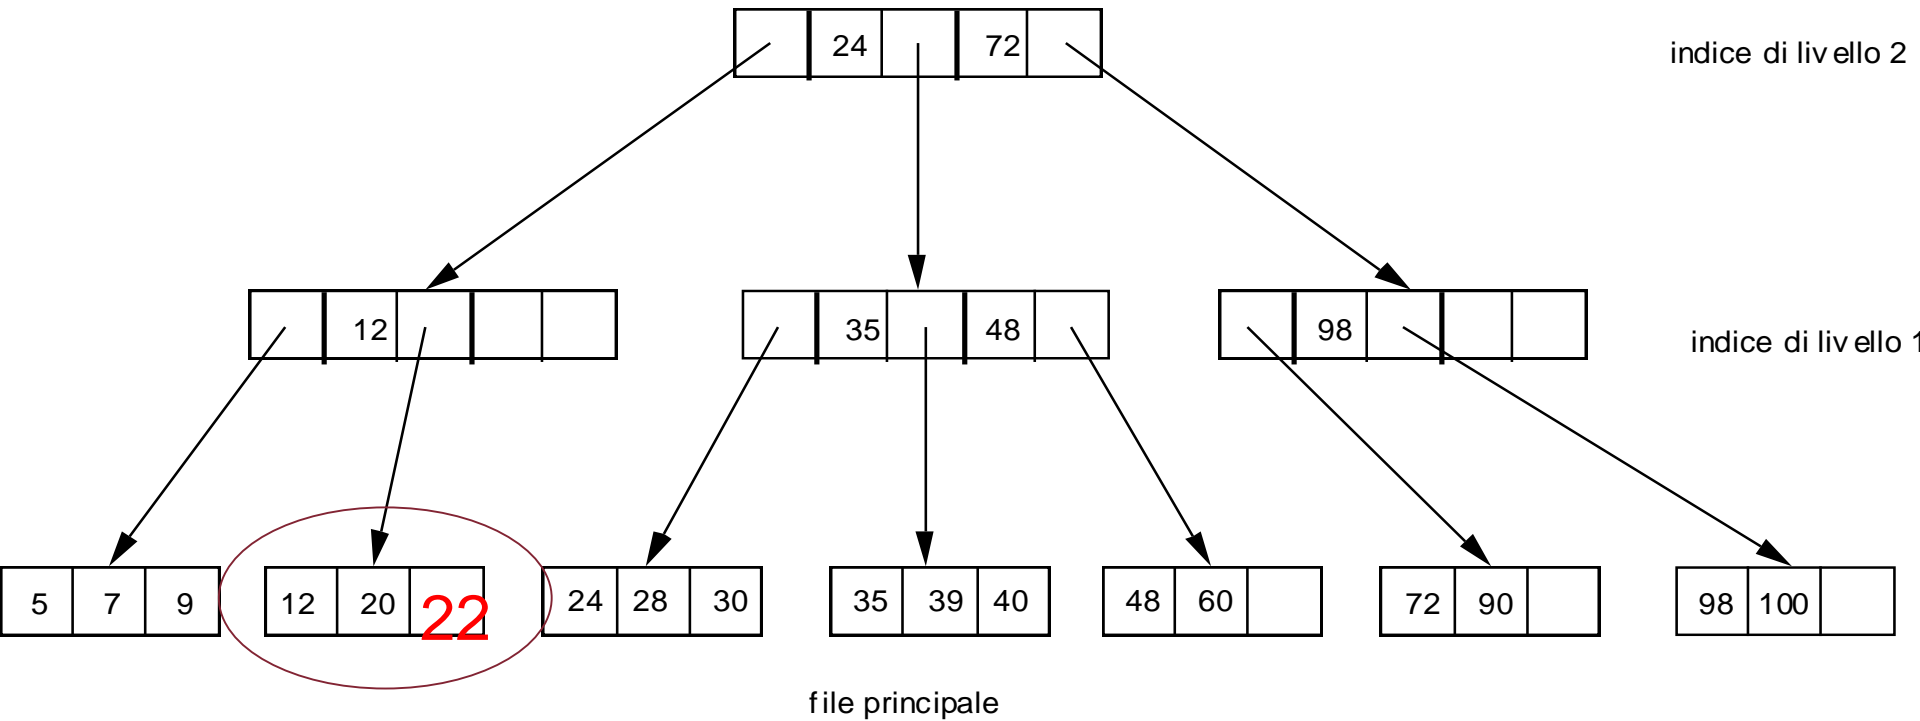 24 72
indice di livello 2
12
35 48
98
indice di livello 1
5 7 9
12 20 22
24 28 30
35 39 40
48 60
72 90
98 100
file principale